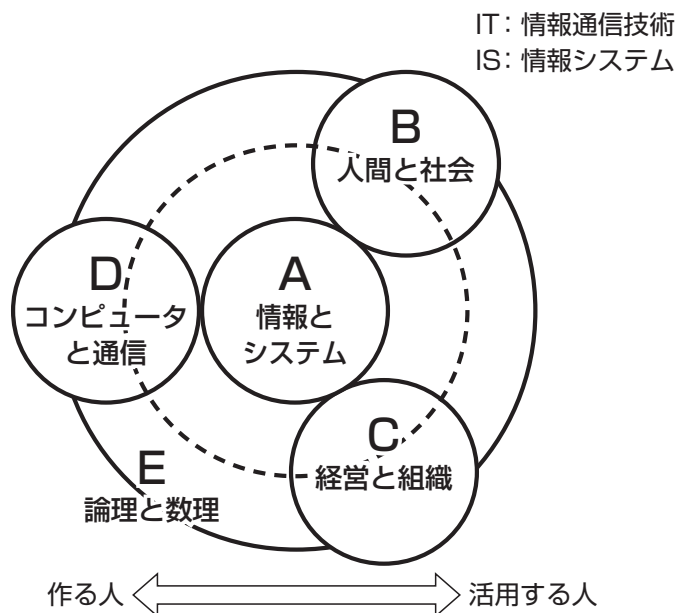 IT：情報通信技術
IS：情報システム
B
人間と社会
D
コンピュータ
と通信
A
情報と
システム
C
経営と組織
E
論理と数理
作る人
活用する人